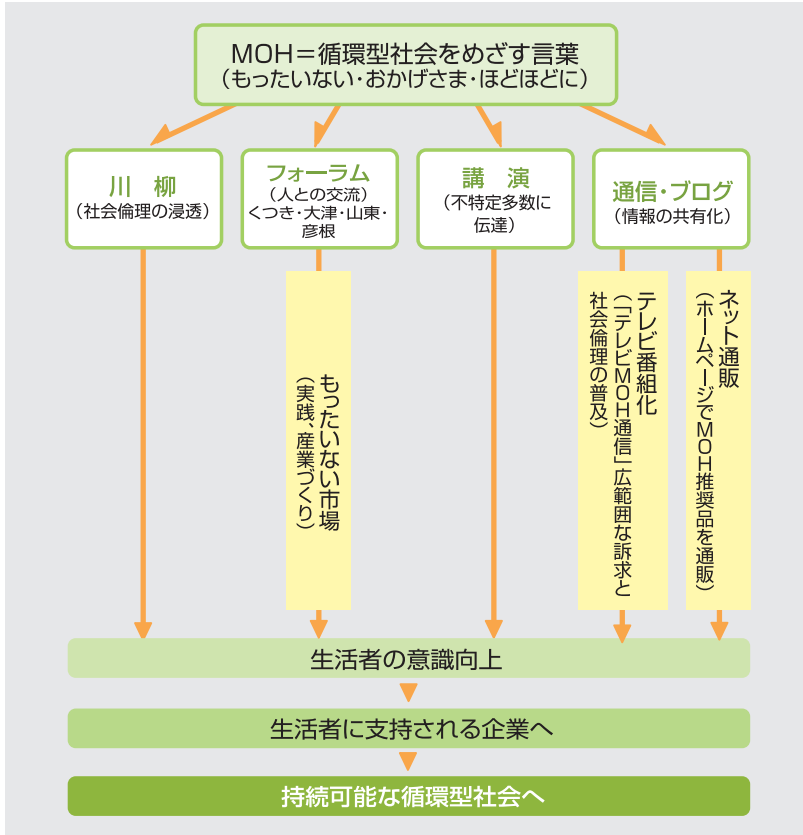 MOH＝循環型社会をめざす言葉
（もったいない・おかげさま・ほどほどに）
川　柳
（社会倫理の浸透）
フォーラム
（人との交流）
くつき・大津・山東・
彦根
講　演
（不特定多数に
伝達）
通信・ブログ
（情報の共有化）
もったいない市場
（実践、産業づくり）
テレビ番組化
（「テレビMOH通信」広範囲な訴求と
社会倫理の普及）
ネット通販
（ホームページでMOH推奨品を通販）
生活者の意識向上
生活者に支持される企業へ
持続可能な循環型社会へ